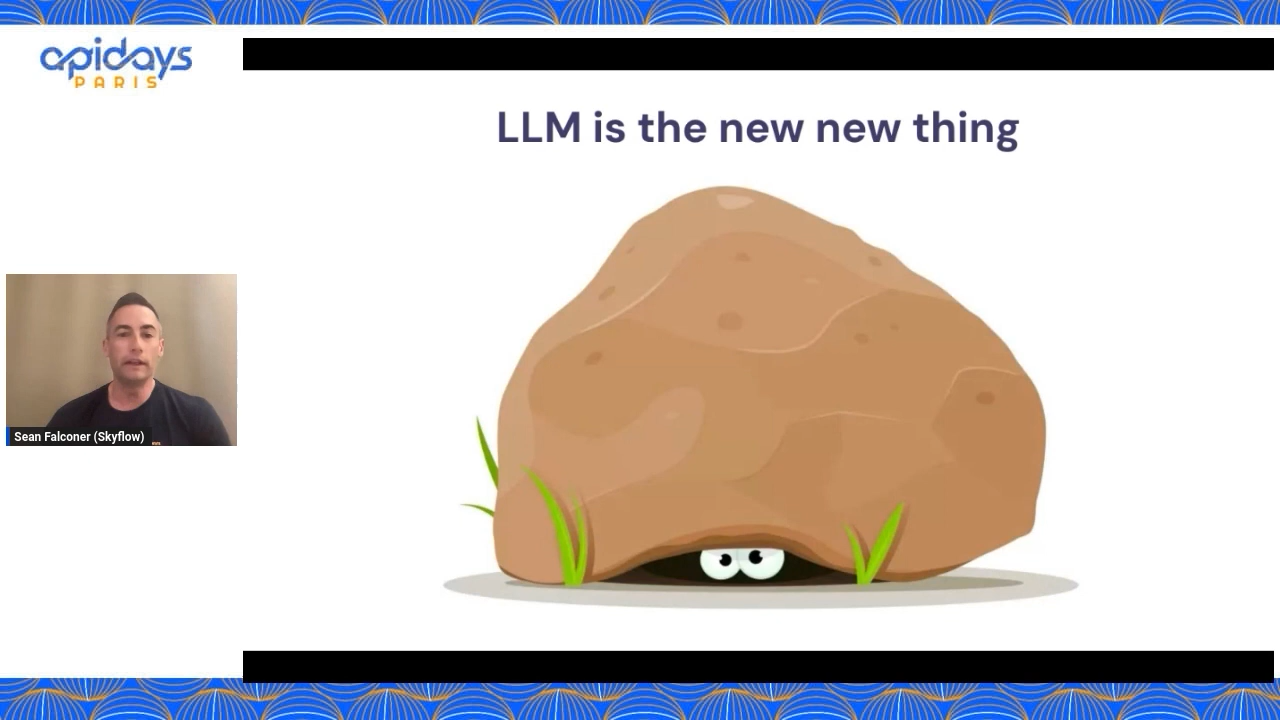 apidays
PARIS
LLM is the new new thing
Sean Falconer (Skyflow)